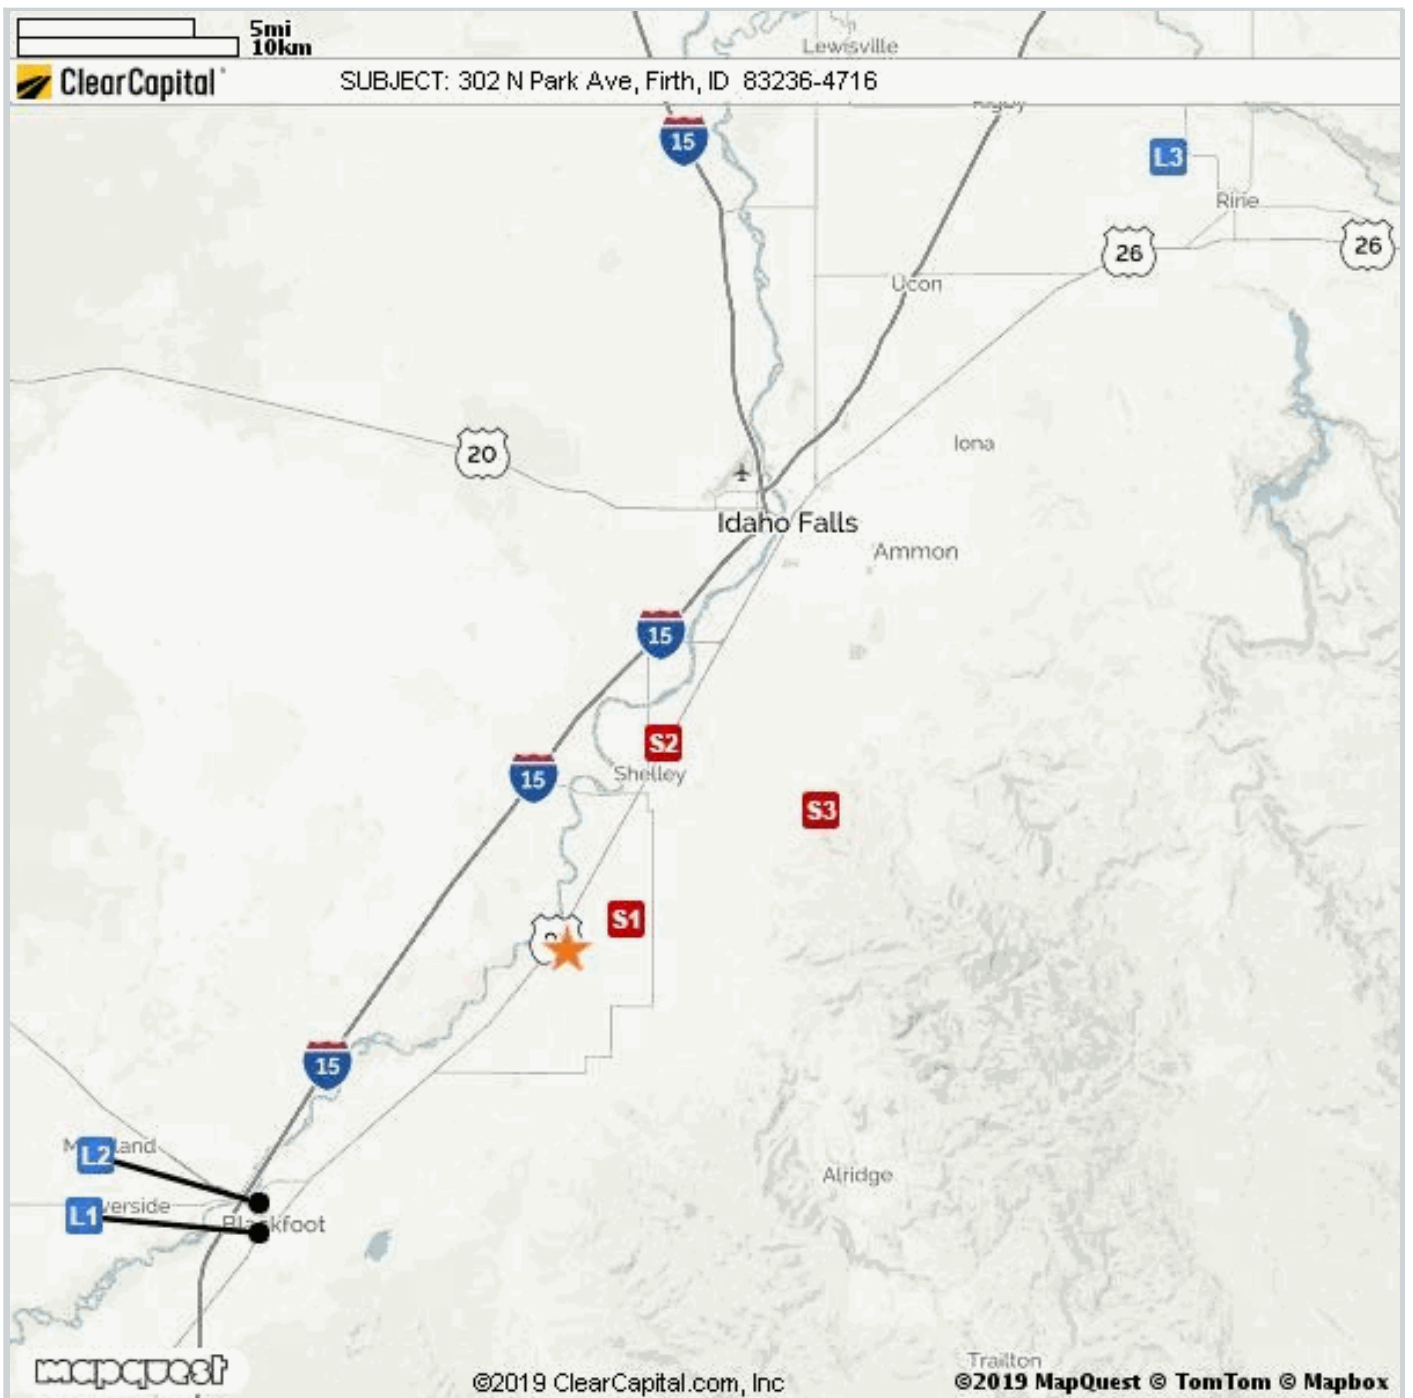 5mi
10km
Lewisville
ClearCapital
SUBJECT: 302 N Park Ave, Firth, ID 83236-4716
Rigby
15
L3
Ririe
26
26
Ucon
20
Iona
Idaho Falls
Ammon
15
S2
Shelley
15
S3
S1
15
L2
Alridge
L1
Blackfoot
Trailton
mapquest
©2019 ClearCapital.com, Inc
©2019 MapQuest © TomTom © Mapbox